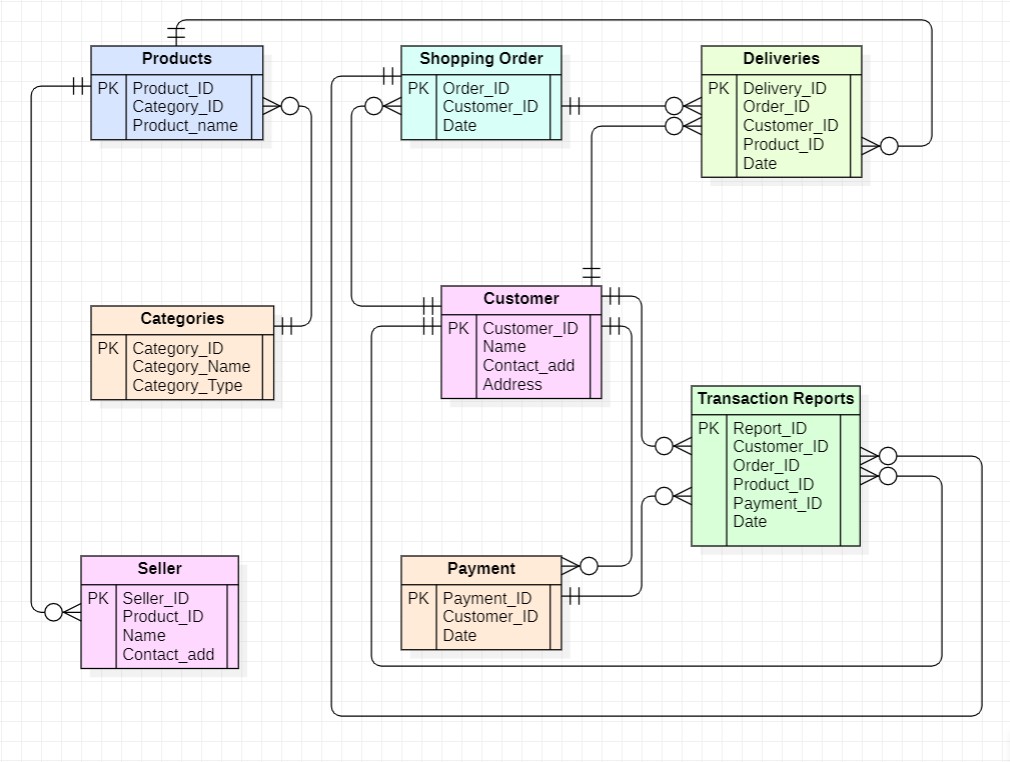 Products
PK
Product_ID
Category_ID
Product_name
Shopping Order
PK
Order_ID
Customer_ID
Date
Deliveries
PK
Delivery_ID
Order_ID
Customer_ID
Product_ID
Date
Categories
PK
Category_ID
Category_Name
Category_Type
Customer
PK
Customer_ID
Name
Contact_add
Address
Transaction Reports
PK
Report_ID
Customer_ID
Order_ID
Product_ID
Payment_ID
Date
Seller
PK
Seller_ID
Product_ID
Name
Contact_add
Payment
PK
Payment_ID
Customer_ID
Date